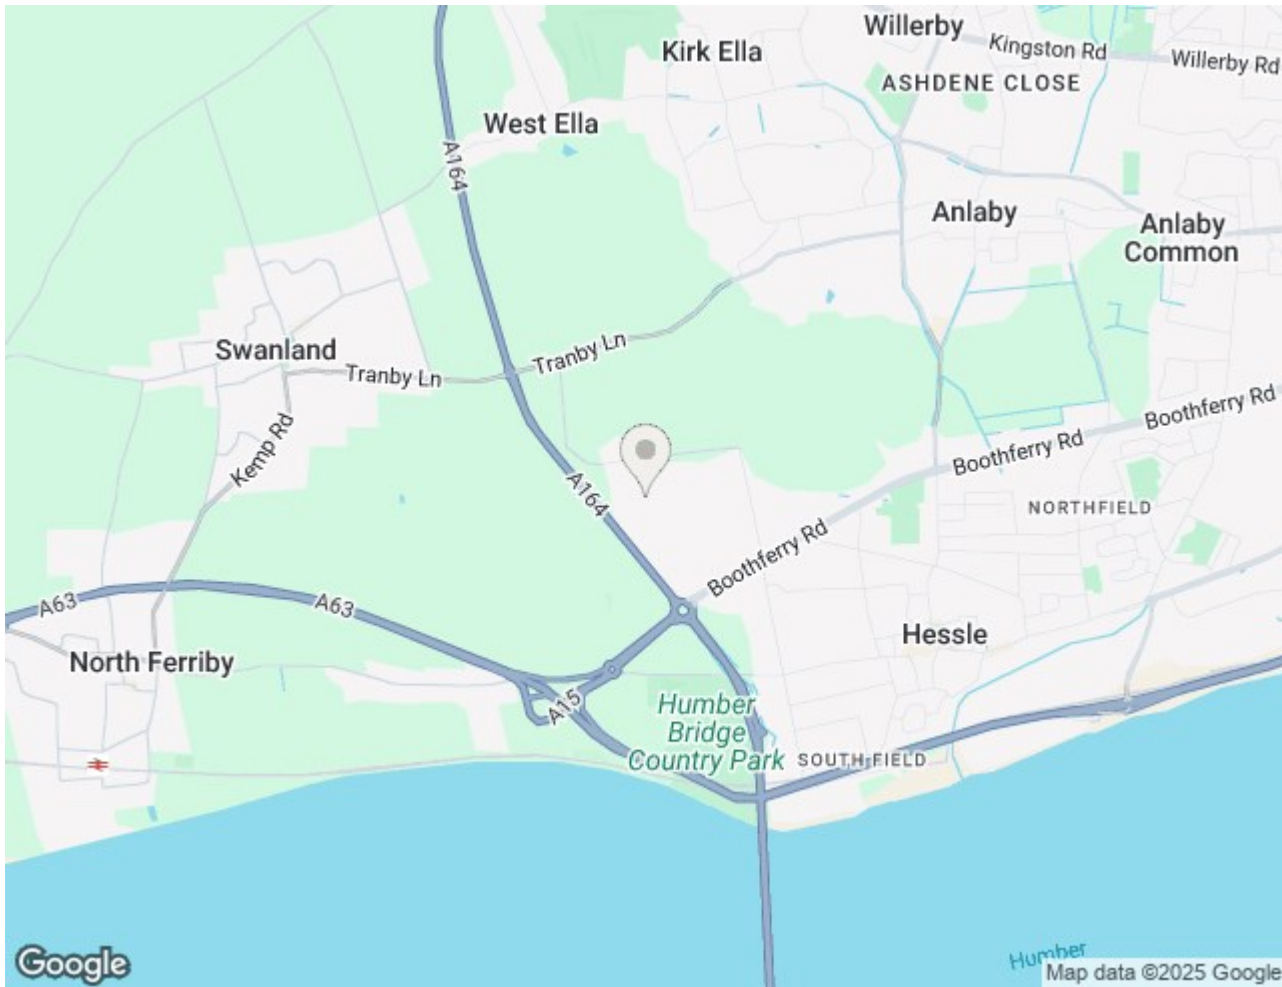 Willerby
Kirk Ella
Kingston Rd
Willerby Rd
ASHDENE CLOSE
West Ella
A164
Anlaby
Anlaby
Common
Swanland
Tranby Ln
Tranby Ln
Kemp Rd
Boothferry Rd
Boothferry Rd
A164
NORTHFIELD
Boothferry Rd
A63
A63
Hessle
North Ferriby
A15
Humber
Bridge
Country Park
SOUTH FIELD
Humber
Google
Map data ©2025 Google